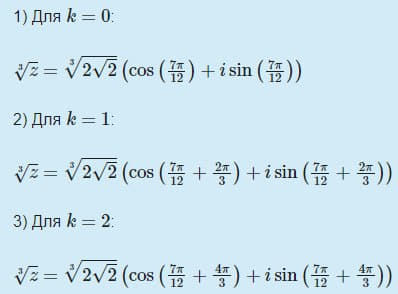 1) Для k = 0:
∛z = ∛(2√2) (cos (7π/12) + i sin (7π/12))
2) Для k = 1:
∛z = ∛(2√2) (cos (7π/12 + 2π/3) + i sin (7π/12 + 2π/3))
3) Для k = 2:
∛z = ∛(2√2) (cos (7π/12 + 4π/3) + i sin (7π/12 + 4π/3))